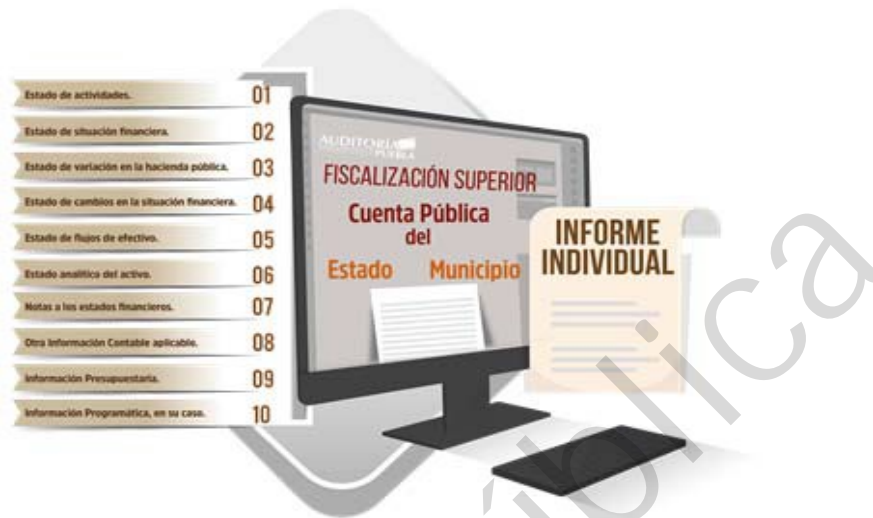 Estado de actividades. 01
Estado de situación financiera. 02
Estado de variación en la hacienda pública. 03
Estado de cambios en la situación financiera. 04
Estado de flujos de efectivo. 05
Estado analítico del activo. 06
Notas a los estados financieros. 07
Otra Información Contable aplicable. 08
Información Presupuestaria. 09
Información Programática, en su caso. 10
AUDITORÍA
PUEBLA
FISCALIZACIÓN SUPERIOR
Cuenta Pública
del
Estado Municipio
INFORME
INDIVIDUAL
ública